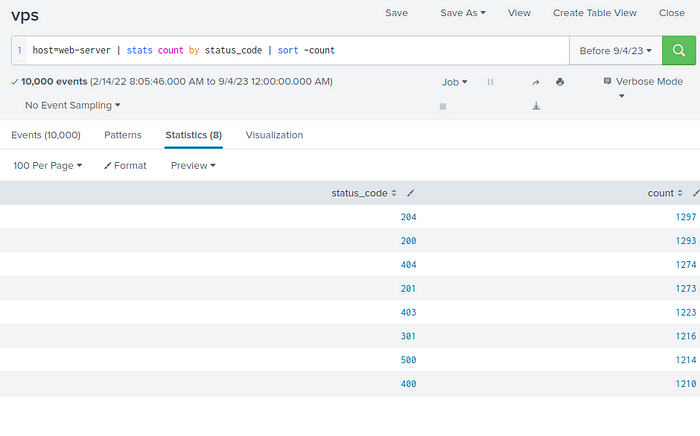 vps Save Save As View Create Table View Close
1 host=web-server | stats count by status_code | sort -count Before 9/4/23
10,000 events (2/14/22 8:05:46.000 AM to 9/4/23 12:00:00.000 AM) Job Verbose Mode
No Event Sampling
Events (10,000) Patterns Statistics (8) Visualization
100 Per Page Format Preview
status_code count
204 1297
200 1293
404 1274
201 1273
403 1223
301 1216
500 1214
400 1210